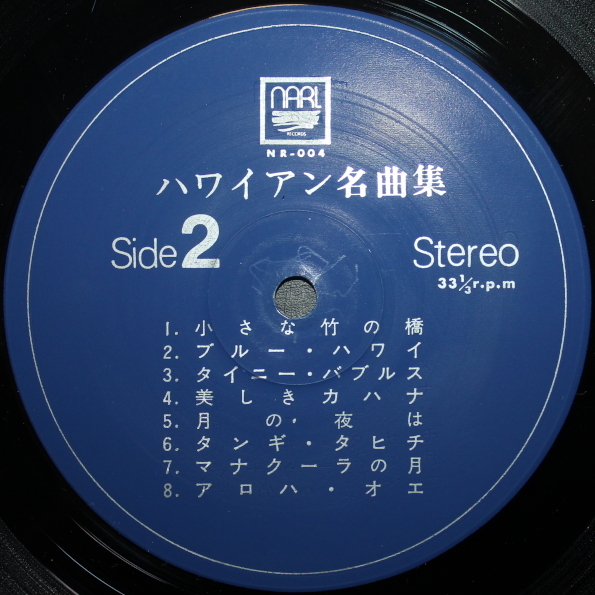 NARL
RECORDS
NR-004
ハワイアン名曲集
Side 2
Stereo
33 1/3 r.p.m
1. 小さな竹の橋
2. ブルー・ハワイ
3. タイニー・バブルス
4. 美しきカハナ
5. 月の夜は
6. タンギ・タヒチ
7. マナクーラの月
8. アロハ・オエ